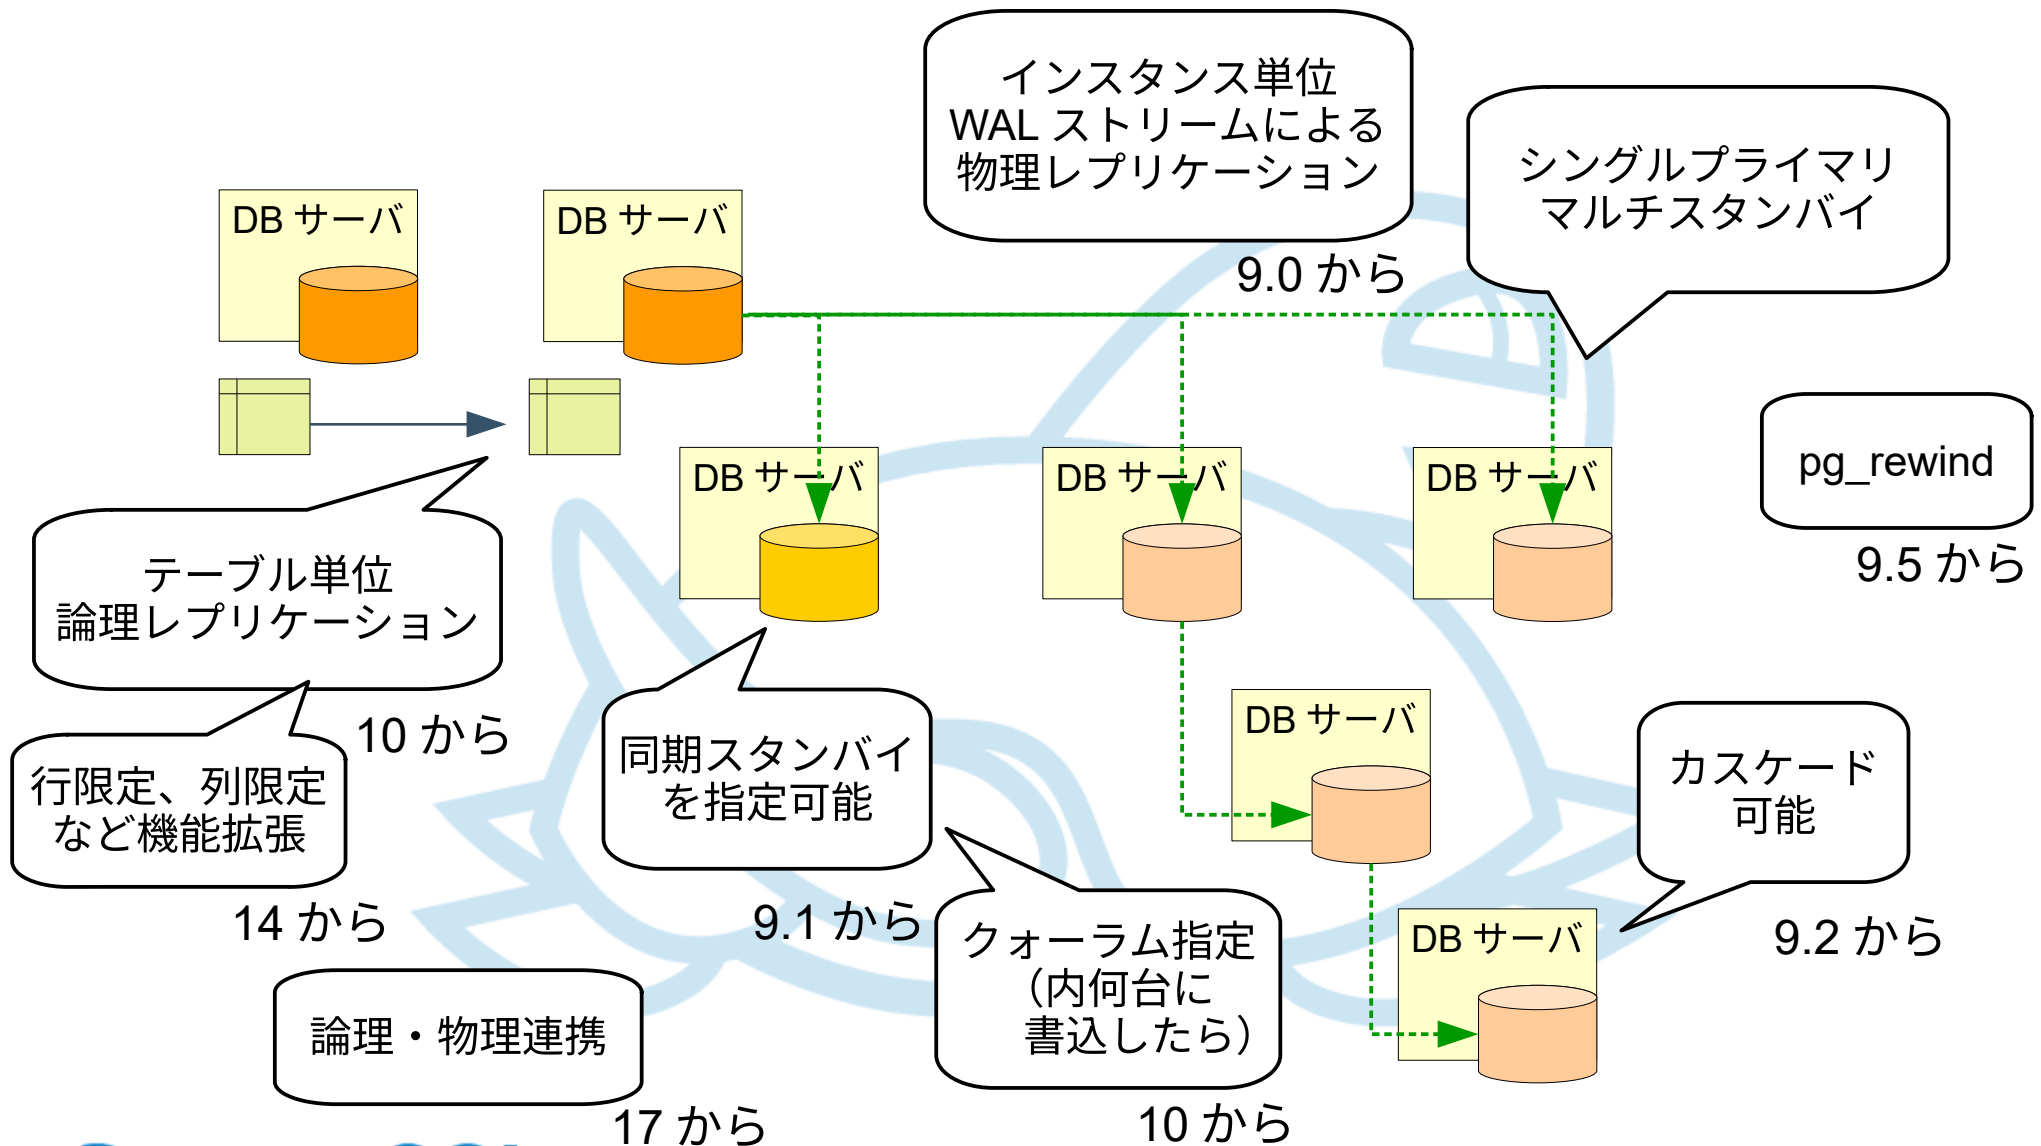 インスタンス単位
WAL ストリームによる
物理レプリケーション
9.0 から
シングルプライマリ
マルチスタンバイ
DB サーバ
DB サーバ
pg_rewind
9.5 から
DB サーバ
DB サーバ
DB サーバ
テーブル単位
論理レプリケーション
10 から
行限定、列限定
など機能拡張
14 から
同期スタンバイ
を指定可能
9.1 から
DB サーバ
カスケード
可能
9.2 から
クォーラム指定
（内何台に
書込したら）
10 から
DB サーバ
論理・物理連携
17 から